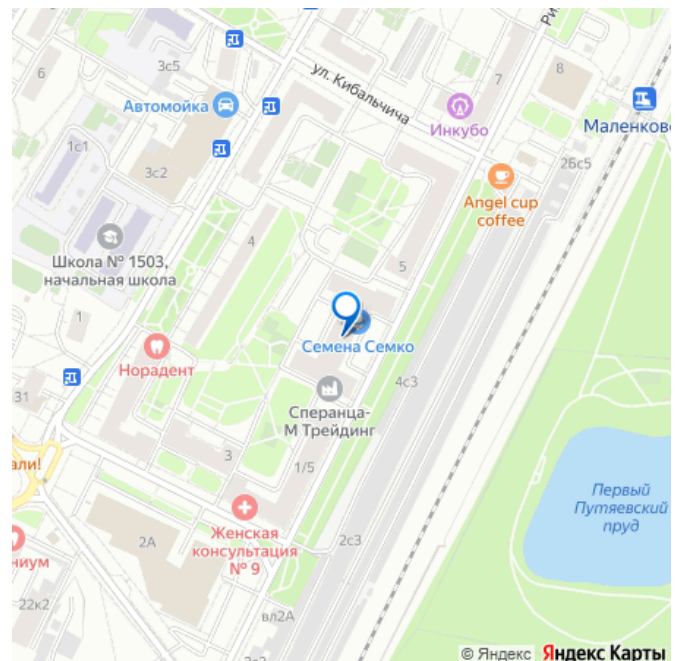 3с5
6
Автомойка
ул. Кибальчича
7
8
Инкубо
Маленково
1с1
3с2
2Бс5
Angel cup
coffee
4
Школа № 1503,
начальная школа
5
1
Семена Семко
Норадент
4с3
31
Сперанца-
М Трейдинг
али!
3
1/5
Первый
Путяевский
пруд
Женская
консультация
№ 9
2А
2с3
ниум
22к2
вл2А
© Яндекс Яндекс Карты